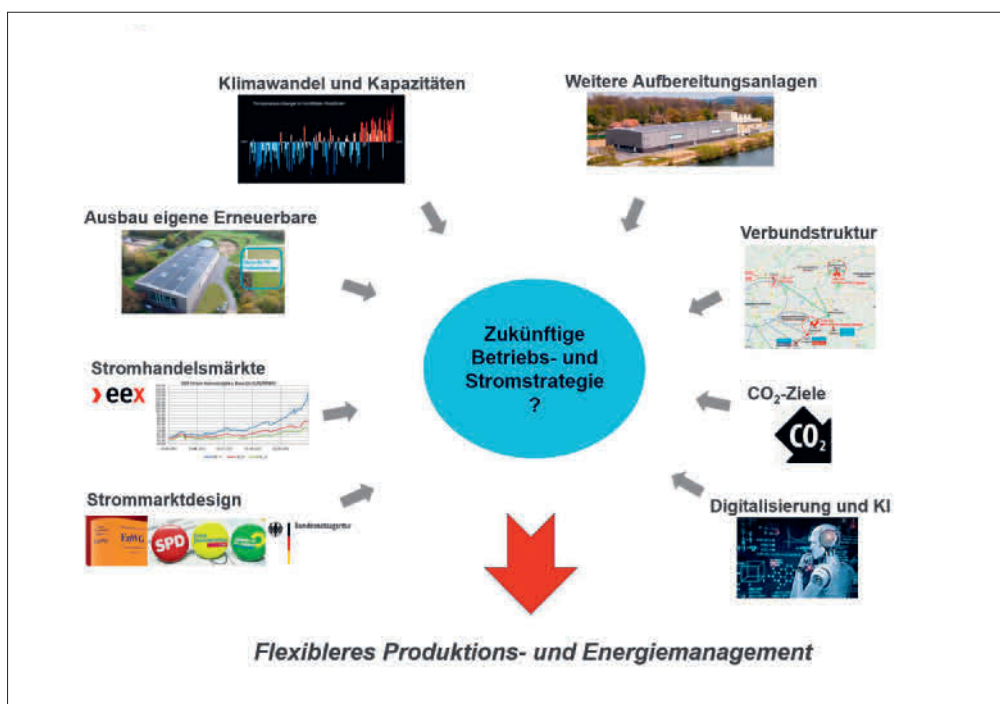 Klimawandel und Kapazitäten
Weitere Aufbereitungsanlagen
Ausbau eigene Erneuerbare
Verbundstruktur
Zukünftige
Betriebs- und
Stromstrategie
?
Stromhandelsmärkte
eex
CO₂-Ziele
CO₂
Strommarktdesign
EnWG
SPD
Bundesnetzagentur
Digitalisierung und KI
Flexibleres Produktions- und Energiemanagement